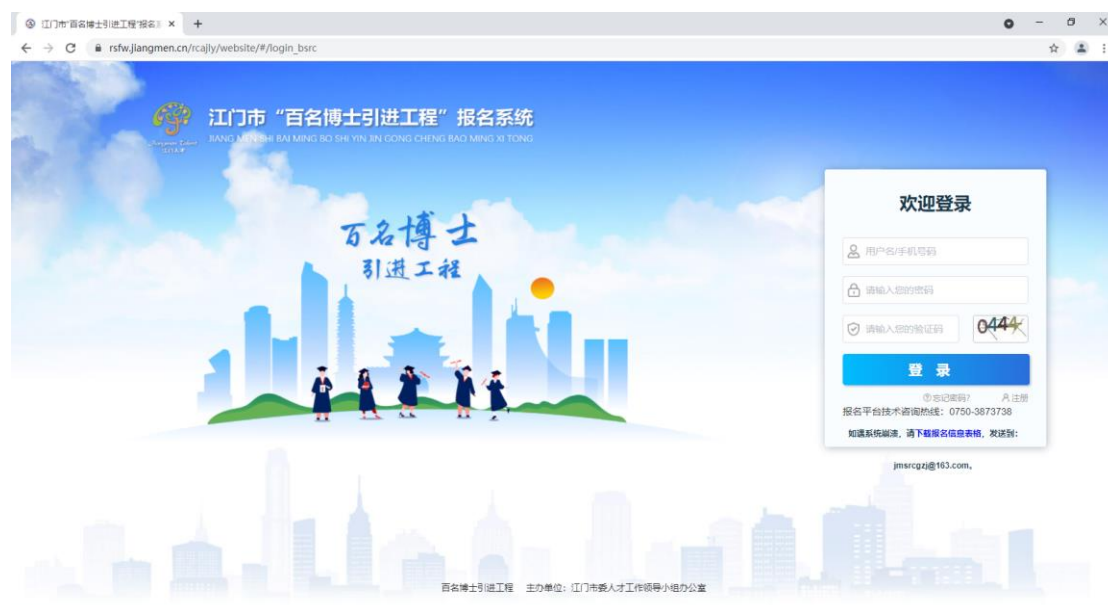 江门市"百名博士引进工程"报名系
rsfw.jiangmen.cn/rcajly/website/#/login_bsrc
江门市“百名博士引进工程”报名系统
JIANG MEN SHI BAI MING BO SHI YIN JIN GONG CHENG BAO MING XI TONG
Jiangmen Talent
江门人才
百名博士
引进工程
欢迎登录
用户名/手机号码
请输入您的密码
请输入您的验证码
0444
登 录
忘记密码?
注册
报名平台技术咨询热线：0750-3873738
如遇系统崩溃，请下载报名信息表格，发送到：
jmsrcgzj@163.com。
百名博士引进工程 主办单位：江门市委人才工作领导小组办公室